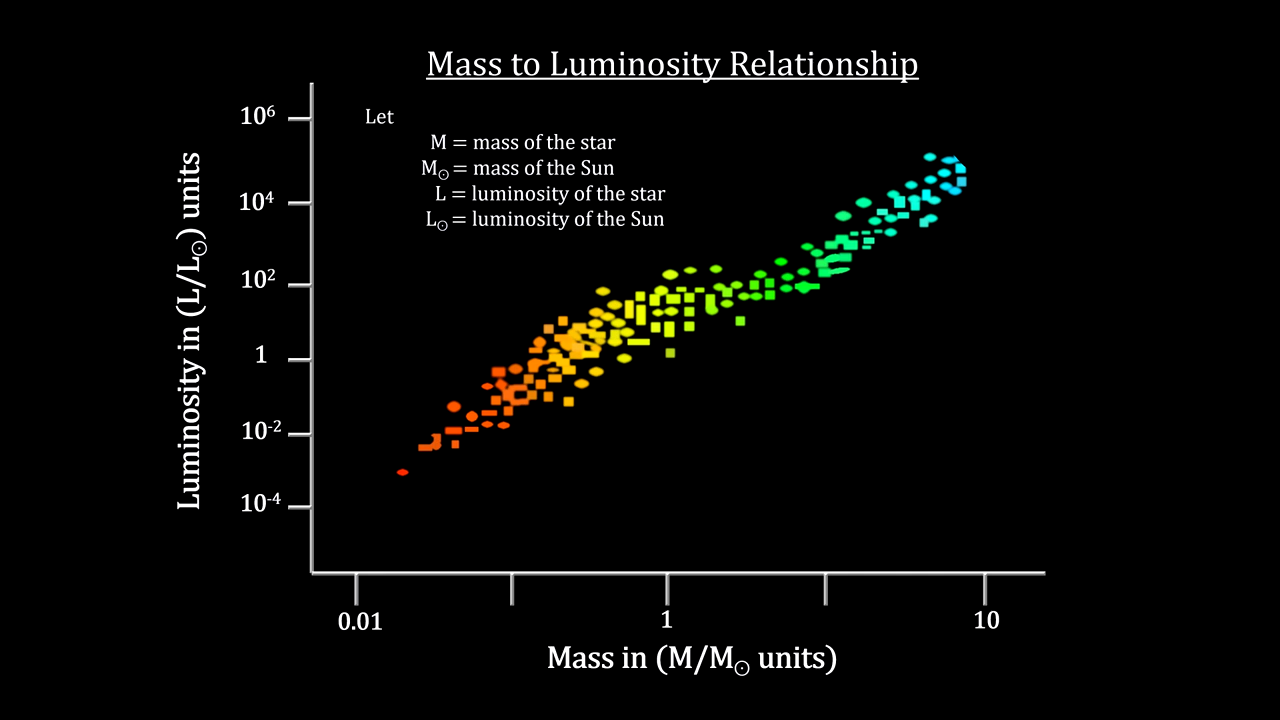 Mass to Luminosity Relationship
Let
M = mass of the star
M☉ = mass of the Sun
L = luminosity of the star
L☉ = luminosity of the Sun
Luminosity in (L/L☉) units
10⁶
10⁴
10²
1
10⁻²
10⁻⁴
0.01
1
10
Mass in (M/M☉ units)